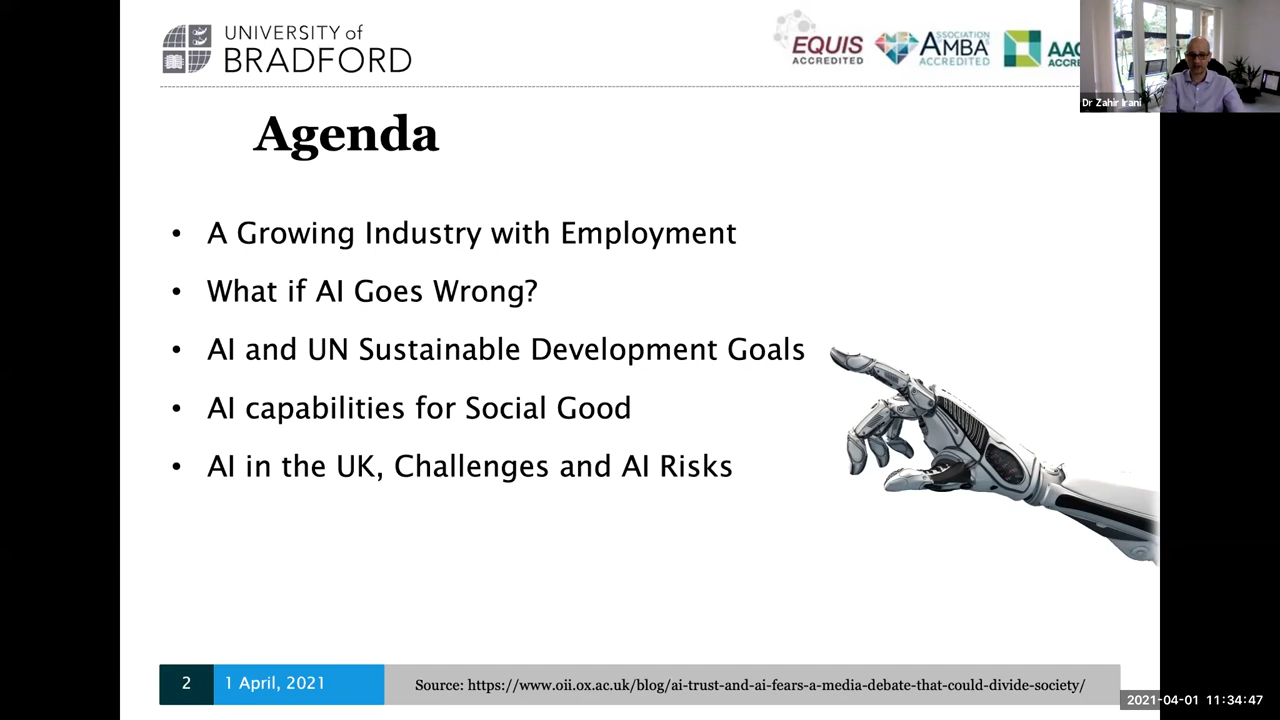 UNIVERSITY of
BRADFORD
EQUIS
ACCREDITED
ASSOCIATION
AMBA
ACCREDITED
Dr Zahir Irani
Agenda
• A Growing Industry with Employment
• What if AI Goes Wrong?
• AI and UN Sustainable Development Goals
• AI capabilities for Social Good
• AI in the UK, Challenges and AI Risks
2
1 April, 2021
Source: https://www.oii.ox.ac.uk/blog/ai-trust-and-ai-fears-a-media-debate-that-could-divide-society/
2021-04-01 11:34:47